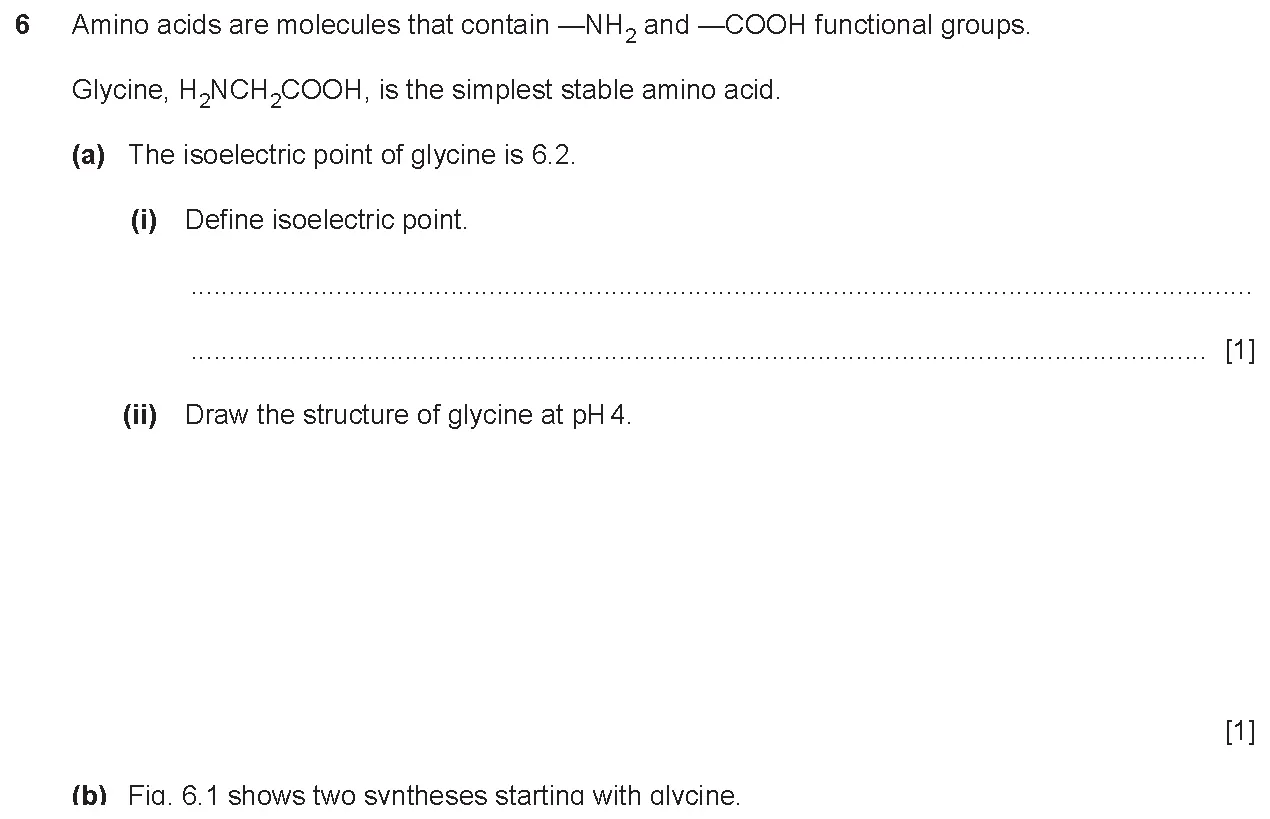 6 Amino acids are molecules that contain —NH2 and —COOH functional groups.
Glycine, H2NCH2COOH, is the simplest stable amino acid.
(a) The isoelectric point of glycine is 6.2.
(i) Define isoelectric point.
..........................................................................................................................................
.................................................................................................................................... [1]
(ii) Draw the structure of glycine at pH 4.
[1]
(b) Fig. 6.1 shows two syntheses starting with glycine.